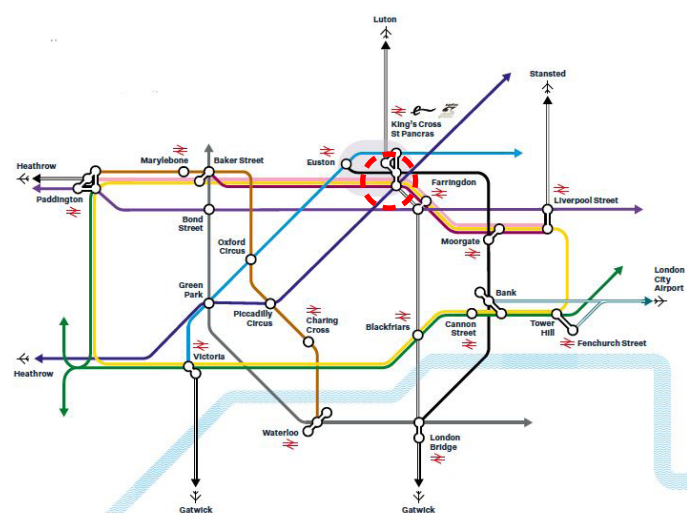 Luton
Stansted
King's Cross
St Pancras
Heathrow
Marylebone
Baker Street
Euston
Farringdon
Paddington
Liverpool Street
Bond
Street
Moorgate
Oxford
Circus
London
City
Airport
Green
Park
Bank
Piccadilly
Circus
Charing
Cross
Blackfriars
Cannon
Street
Tower
Hill
Fenchurch Street
Heathrow
Victoria
Waterloo
London
Bridge
Gatwick
Gatwick